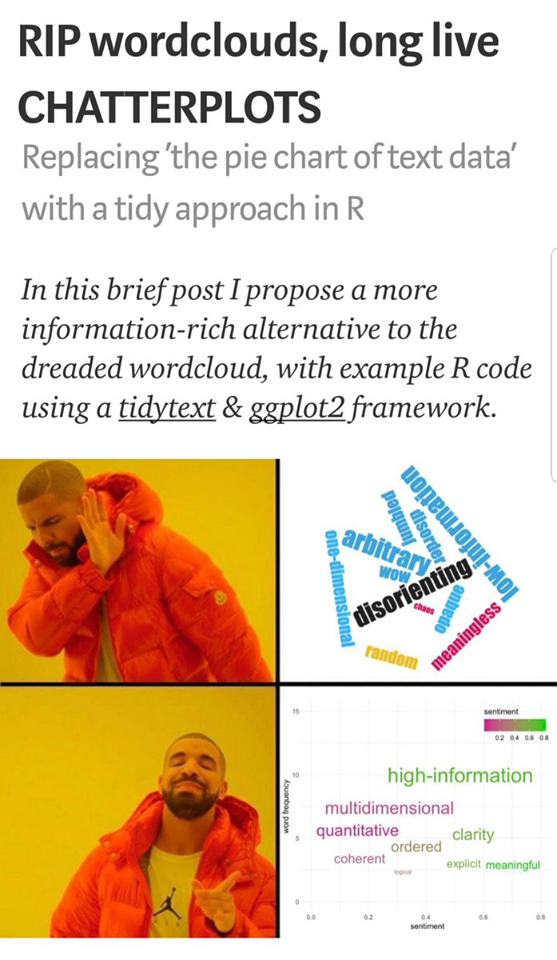 RIP wordclouds, long live
CHATTERPLOTS
Replacing 'the pie chart of text data'
with a tidy approach in R
In this brief post I propose a more
information-rich alternative to the
dreaded wordcloud, with example R code
using a tidytext & ggplot2 framework.
low-information
jumbled
disorder
arbitrary
one-dimensional
wow
disorienting
chaos
opaque
meaningless
random
sentiment
0.2 0.4 0.6 0.8
15
10
5
0
word frequency
high-information
multidimensional
quantitative
clarity
ordered
coherent
explicit
meaningful
logical
0.0 0.2 0.4 0.6 0.8
sentiment